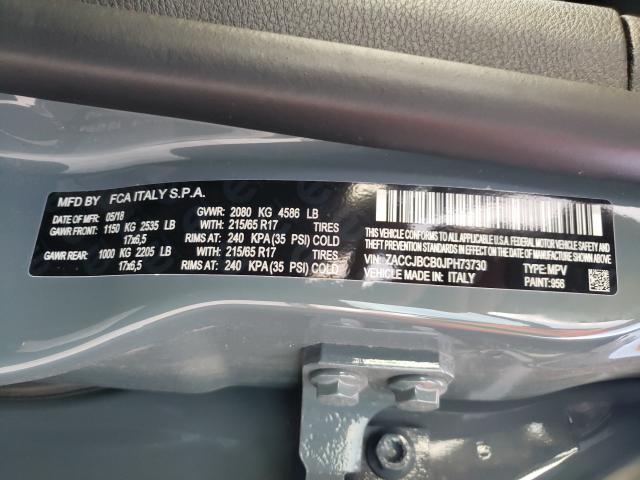 MFD BY FCA ITALY S.P.A.
DATE OF MFR: 05/18 GVWR: 2080 KG 4586 LB
GAWR FRONT: 1150 KG 2535 LB WITH: 215/65 R17 TIRES
17x6,5 RIMS AT: 240 KPA (35 PSI) COLD
GAWR REAR: 1000 KG 2205 LB WITH: 215/65 R17 TIRES
17x6,5 RIMS AT: 240 KPA (35 PSI) COLD
THIS VEHICLE CONFORMS TO ALL APPLICABLE U.S.A. FEDERAL MOTOR VEHICLE SAFETY
AND THEFT PREVENTION STANDARDS IN EFFECT ON THE DATE OF MANUFACTURE SHOWN ABOVE.
VIN: ZACCJBCB0JPH73730 TYPE: MPV
VEHICLE MADE IN: ITALY PAINT: 956